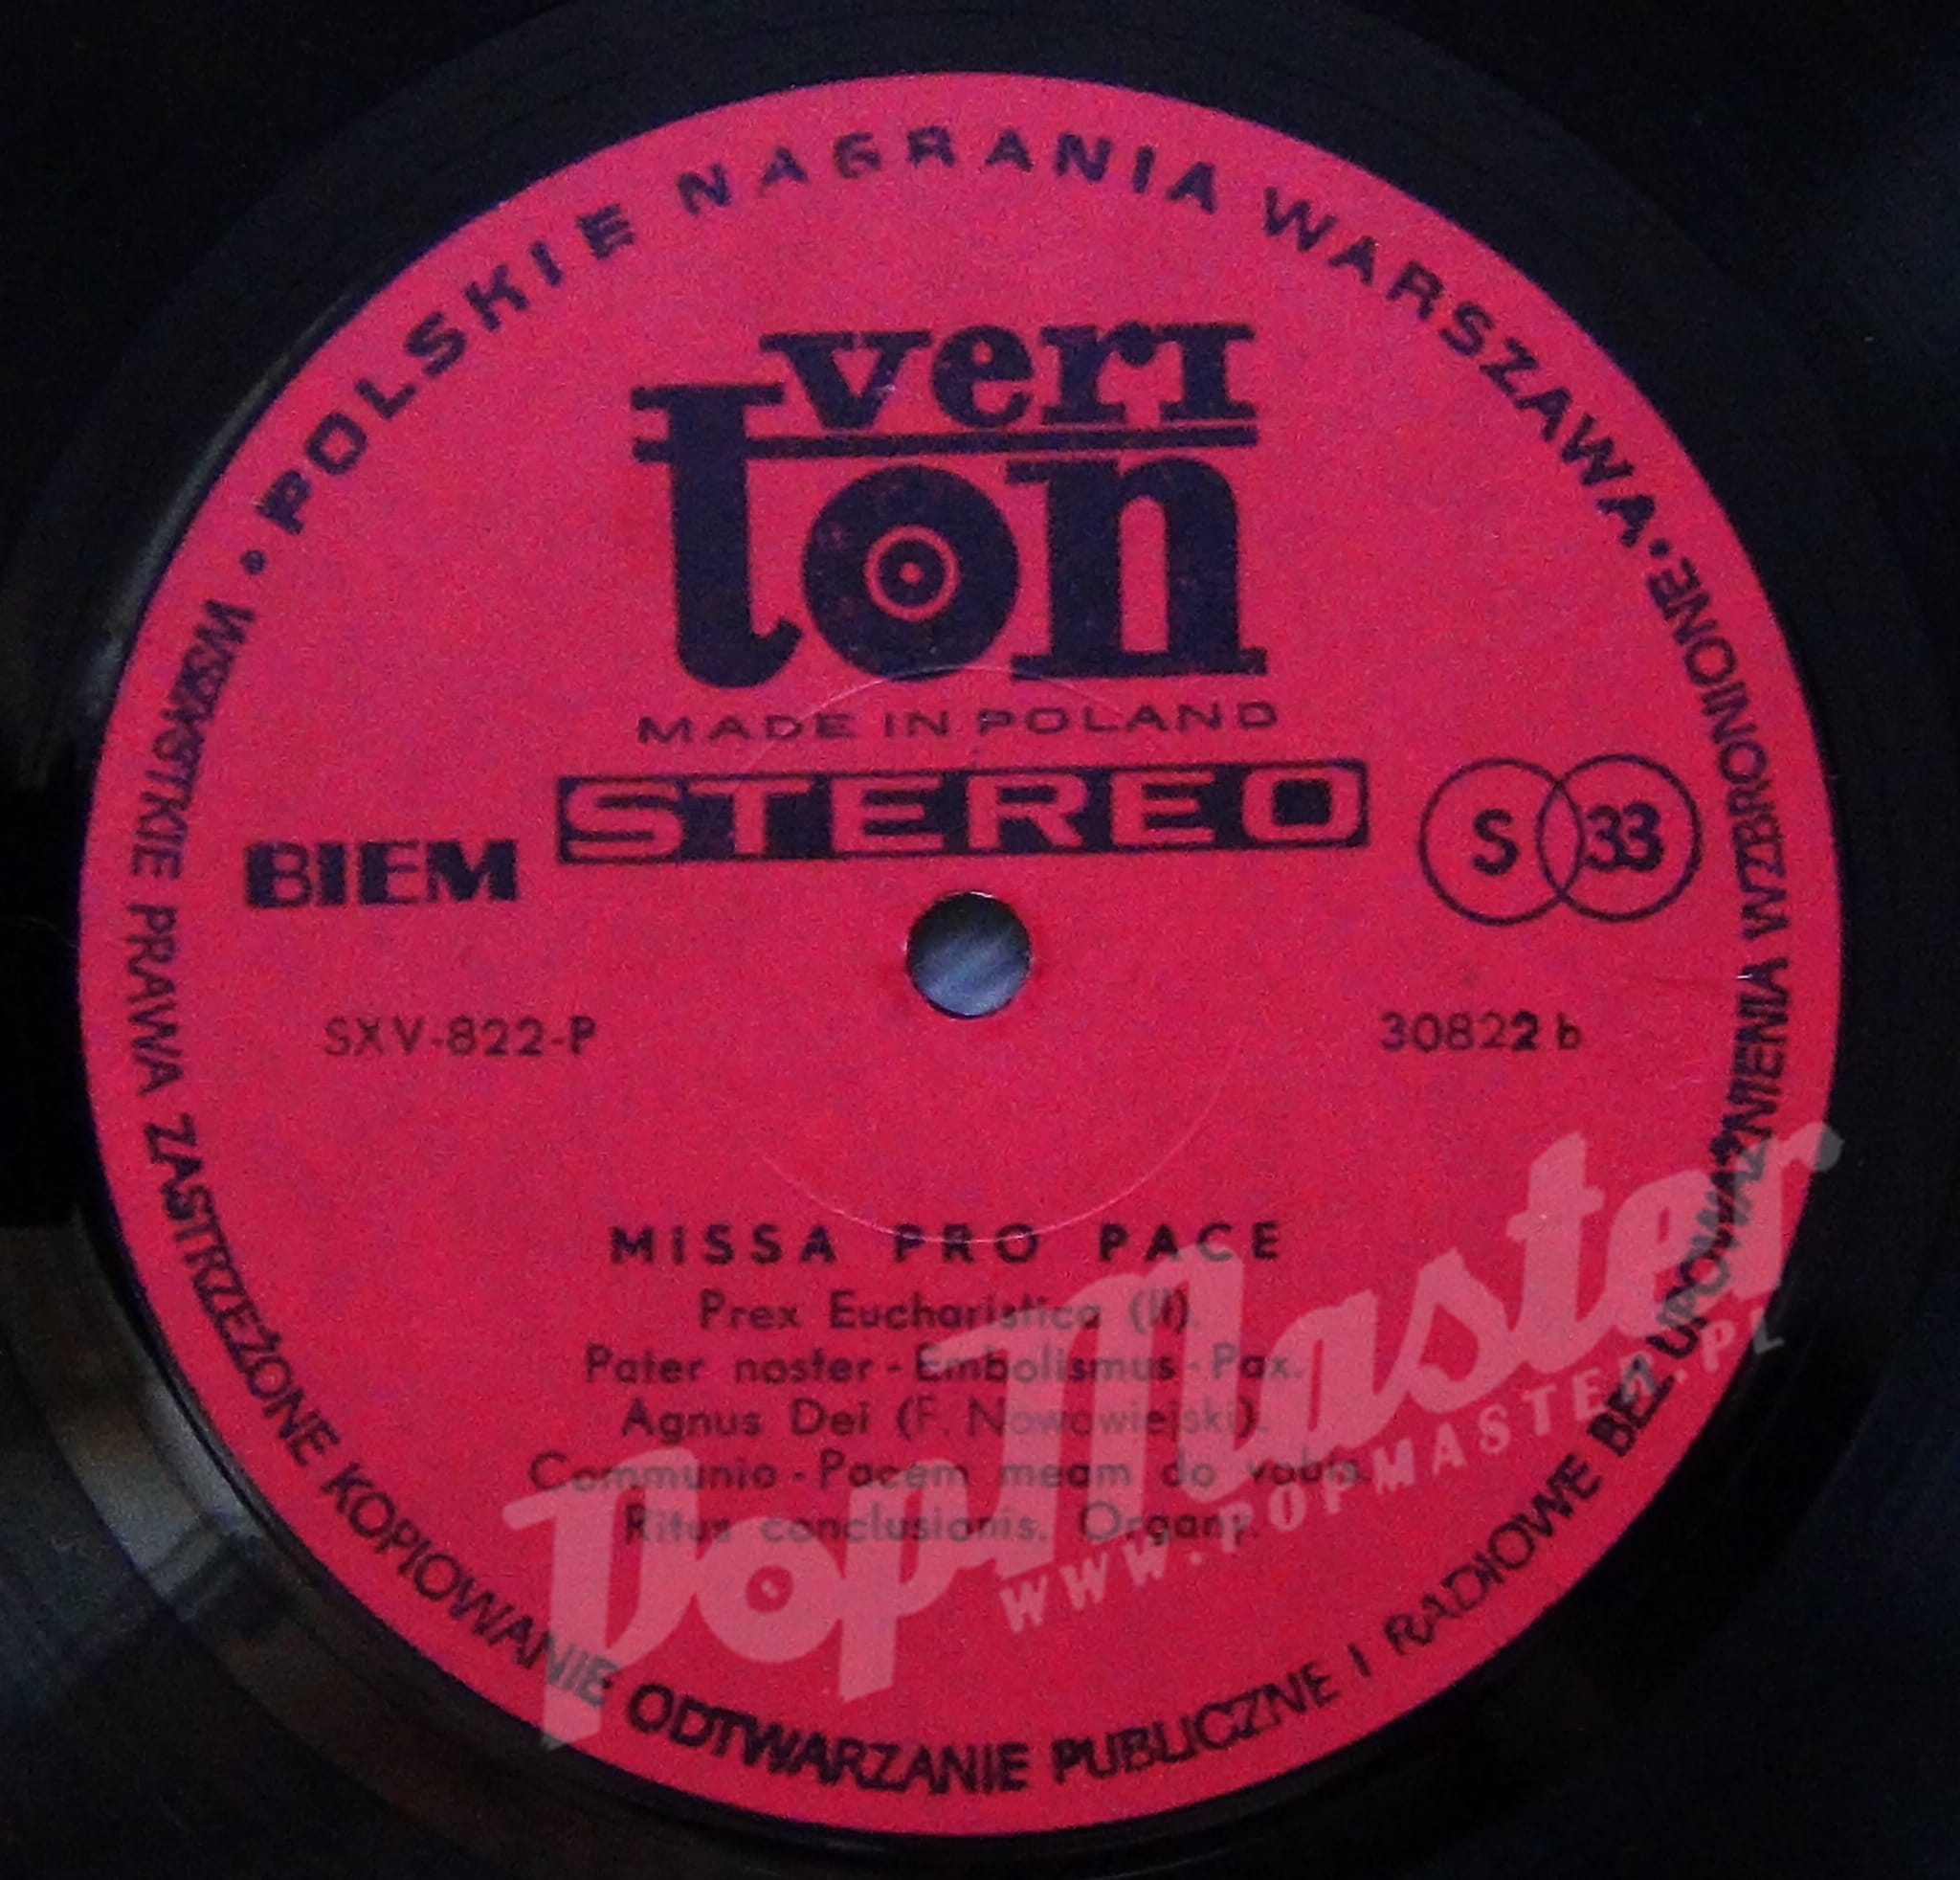 • POLSKIE NAGRANIA WARSZAWA •
veri
ton
MADE IN POLAND
STEREO
BIEM
S 33
SXV-822-P
30822 b
MISSA PRO PACE
Prex Eucharistica (II).
Pater noster - Embolismus - Pax.
Agnus Dei (F. Nowowiejski).
Communio - Pacem meam do vobis.
Ritus conclusionis. Organy.
WSZYSTKIE PRAWA ZASTRZEŻONE KOPIOWANIE ODTWARZANIE PUBLICZNE I RADIOWE BEZ UPOWAŻNIENIA WZBRONIONE
PopMaster
WWW.POPMASTER.PL